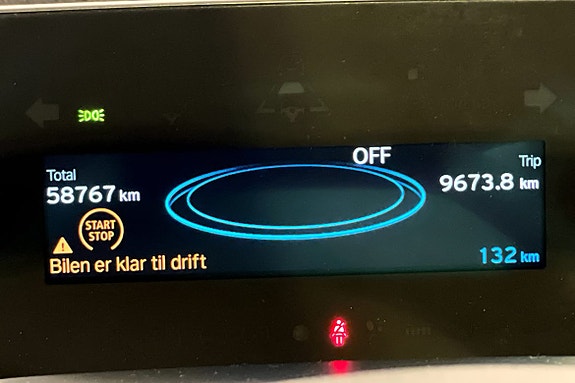 OFF
Total
58767 km
Trip
9673.8 km
START
STOP
Bilen er klar til drift
132 km